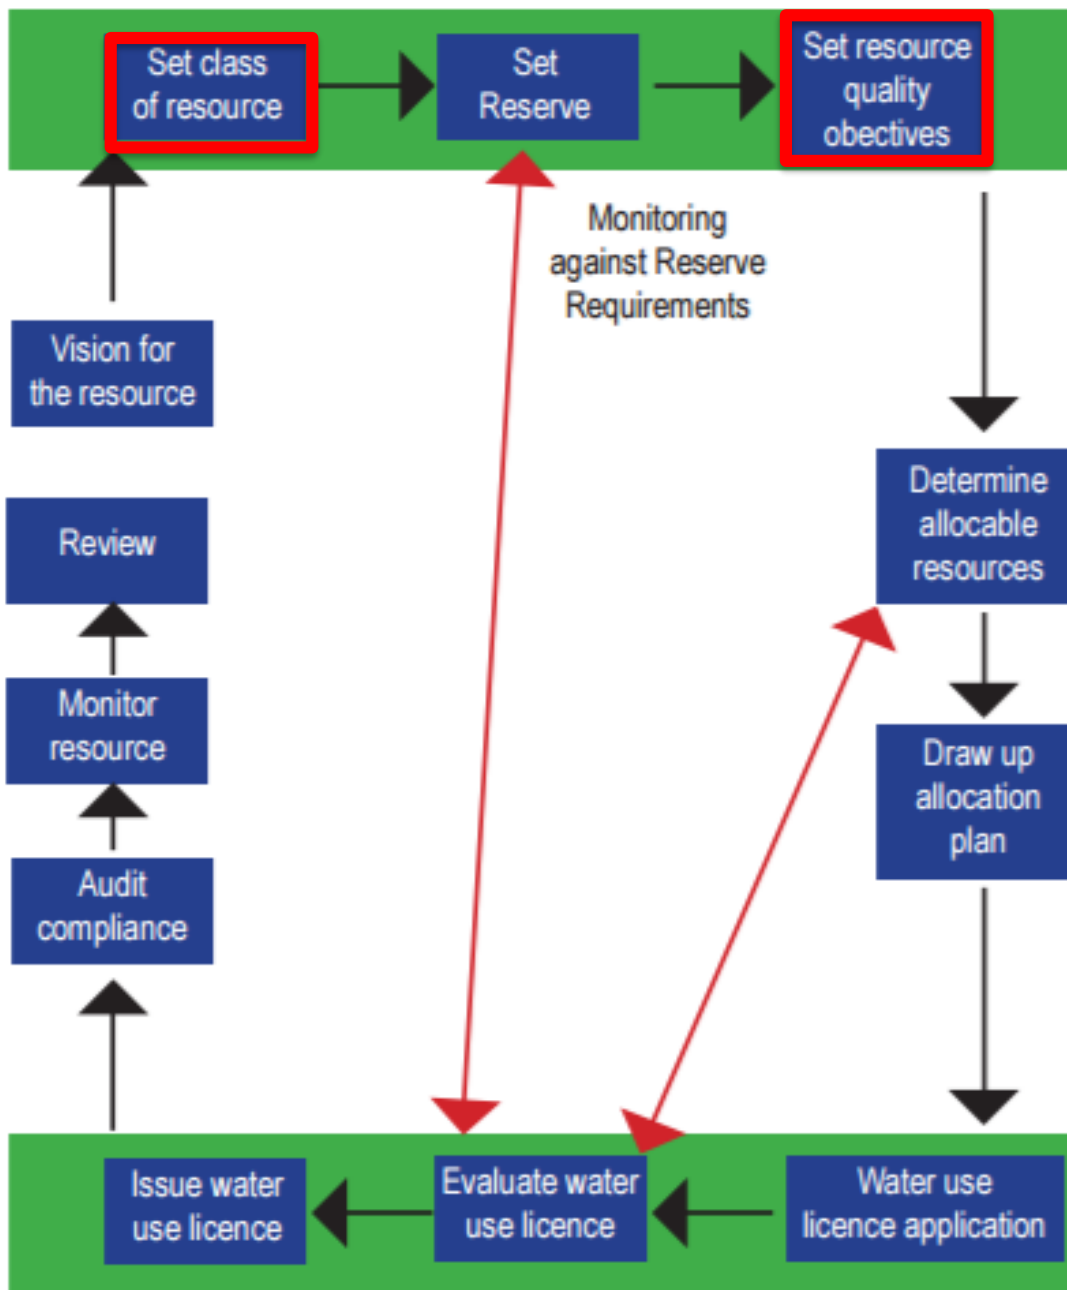 Set class
of resource
Set
Reserve
Set resource
quality
obectives
Monitoring
against Reserve
Requirements
Vision for
the resource
Determine
allocable
resources
Review
Monitor
resource
Draw up
allocation
plan
Audit
compliance
Issue water
use licence
Evaluate water
use licence
Water use
licence application